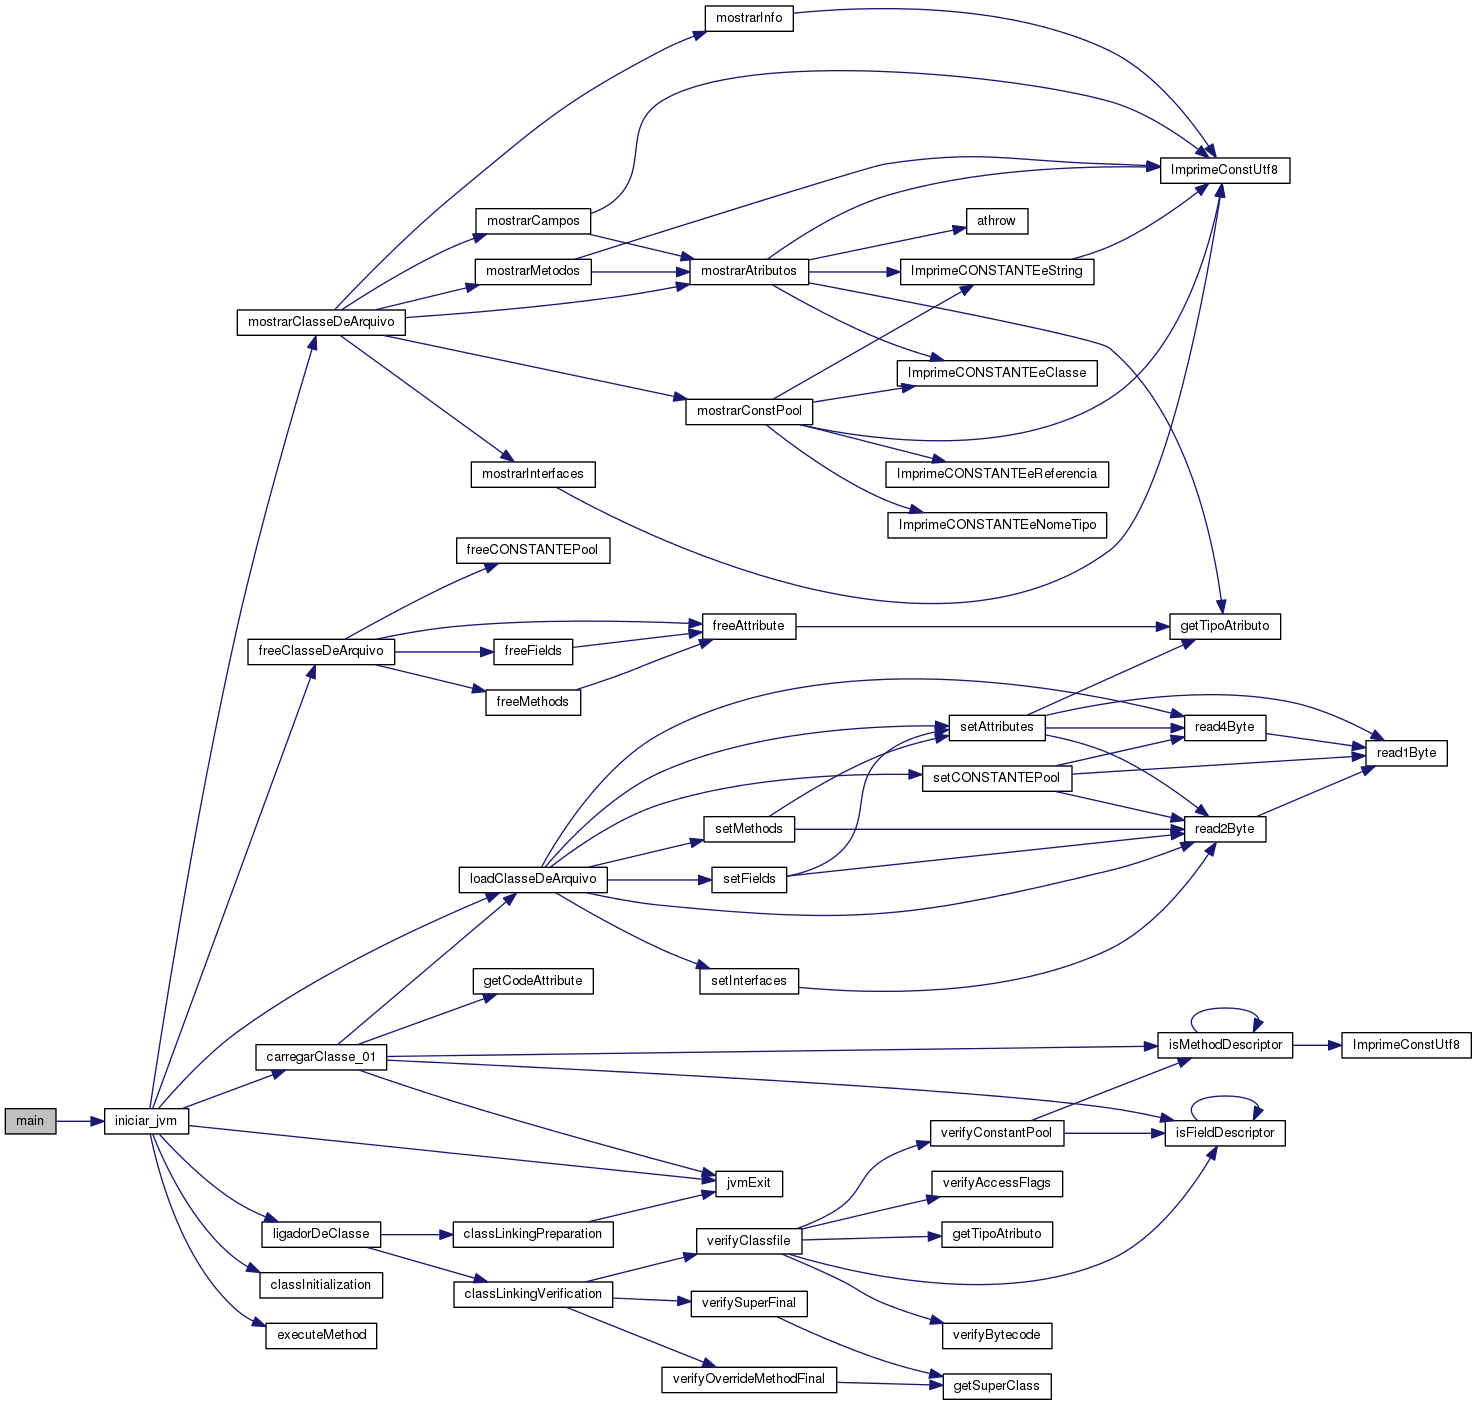 mostrarInfo
ImprimeConstUtf8
mostrarCampos
athrow
mostrarMetodos
mostrarAtributos
ImprimeCONSTANTEeString
mostrarClasseDeArquivo
ImprimeCONSTANTEeClasse
mostrarConstPool
mostrarInterfaces
ImprimeCONSTANTEeReferencia
ImprimeCONSTANTEeNomeTipo
freeCONSTANTEPool
freeAttribute
getTipoAtributo
freeClasseDeArquivo
freeFields
freeMethods
setAttributes
read4Byte
read1Byte
setCONSTANTEPool
setMethods
read2Byte
loadClasseDeArquivo
setFields
getCodeAttribute
setInterfaces
carregarClasse_01
isMethodDescriptor
ImprimeConstUtf8
main
iniciar_jvm
verifyConstantPool
isFieldDescriptor
jvmExit
verifyAccessFlags
ligadorDeClasse
classLinkingPreparation
verifyClassfile
getTipoAtributo
classInitialization
classLinkingVerification
verifySuperFinal
executeMethod
verifyBytecode
verifyOverrideMethodFinal
getSuperClass